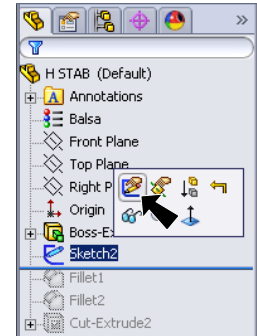 »
H STAB (Default)
A Annotations
Balsa
Front Plane
Top Plane
Right P
Origin
Boss-Ex
Sketch2
Fillet1
Fillet2
Cut-Extrude2